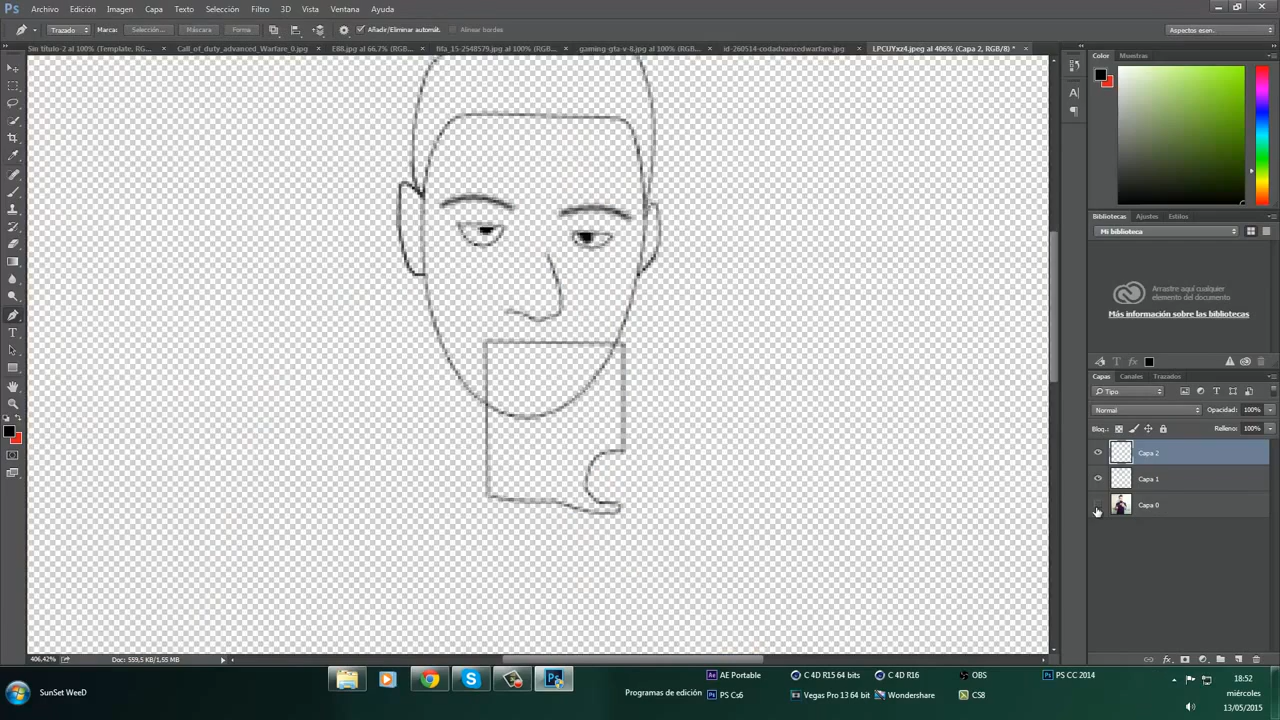 Ps Archivo Edición Imagen Capa Texto Selección Filtro 3D Vista Ventana Ayuda
Trazado Marcas Selección... Máscara Forma Añadir/Eliminar automát. Alinear bordes Aspectos esen.
Sin título-2 al 100% (Template, RG... × Call_of_duty_advanced_Warfore_0.jpg × E88.jpg al 66,7% (RGB... × fifa_15-2548579.jpg al 100% (RGB... × gaming-gta-v-8.jpg al 100% (RGB/... × id-260514-codadvancedwarfare.jpg × LPCUYxz4.jpeg al 406% (Capa 2, RGB/8) * ×
Color Muestras
Bibliotecas Ajustes Estilos
Mi biblioteca
Arrastre aquí cualquier
elemento del documento
Más información sobre las bibliotecas
Capas Canales Trazados
Tipo
Normal Opacidad: 100%
Bloq.: Relleno: 100%
Capa 2
Capa 1
Capa 0
406,42% Doc: 559,5 KB/1,55 MB
SunSet WeeD
Programas de edición
AE Portable C 4D R15 64 bits C 4D R16 OBS PS CC 2014
PS Cs6 Vegas Pro 13 64 bit Wondershare CS8
18:52
miércoles
13/05/2015